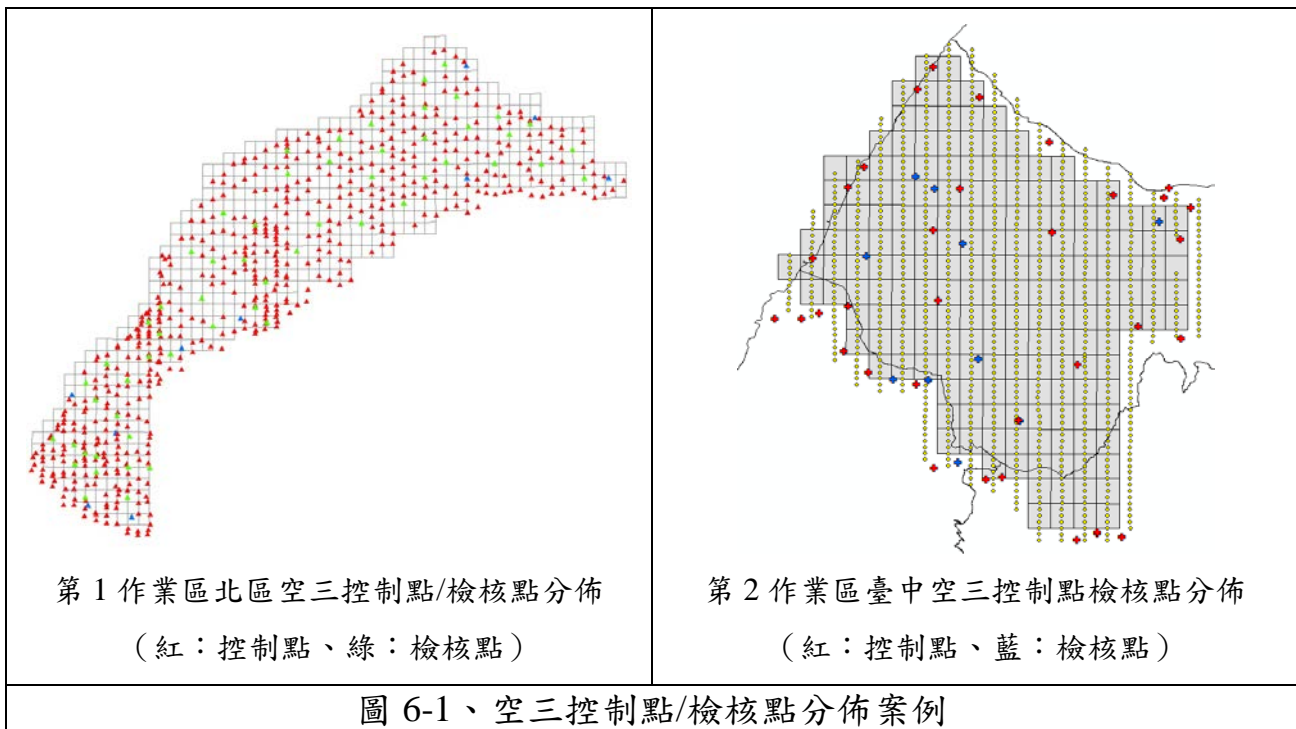 第 1 作業區北區空三控制點/檢核點分佈
（紅：控制點、綠：檢核點）
第 2 作業區臺中空三控制點檢核點分佈
（紅：控制點、藍：檢核點）
圖 6-1、空三控制點/檢核點分佈案例